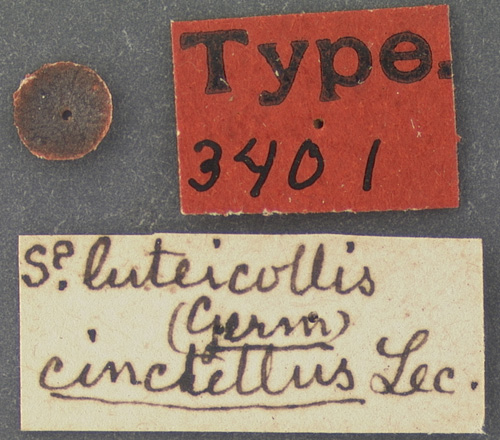 Type.
3401
S?. luteicollis
(Germ)
cinctellus Lec.